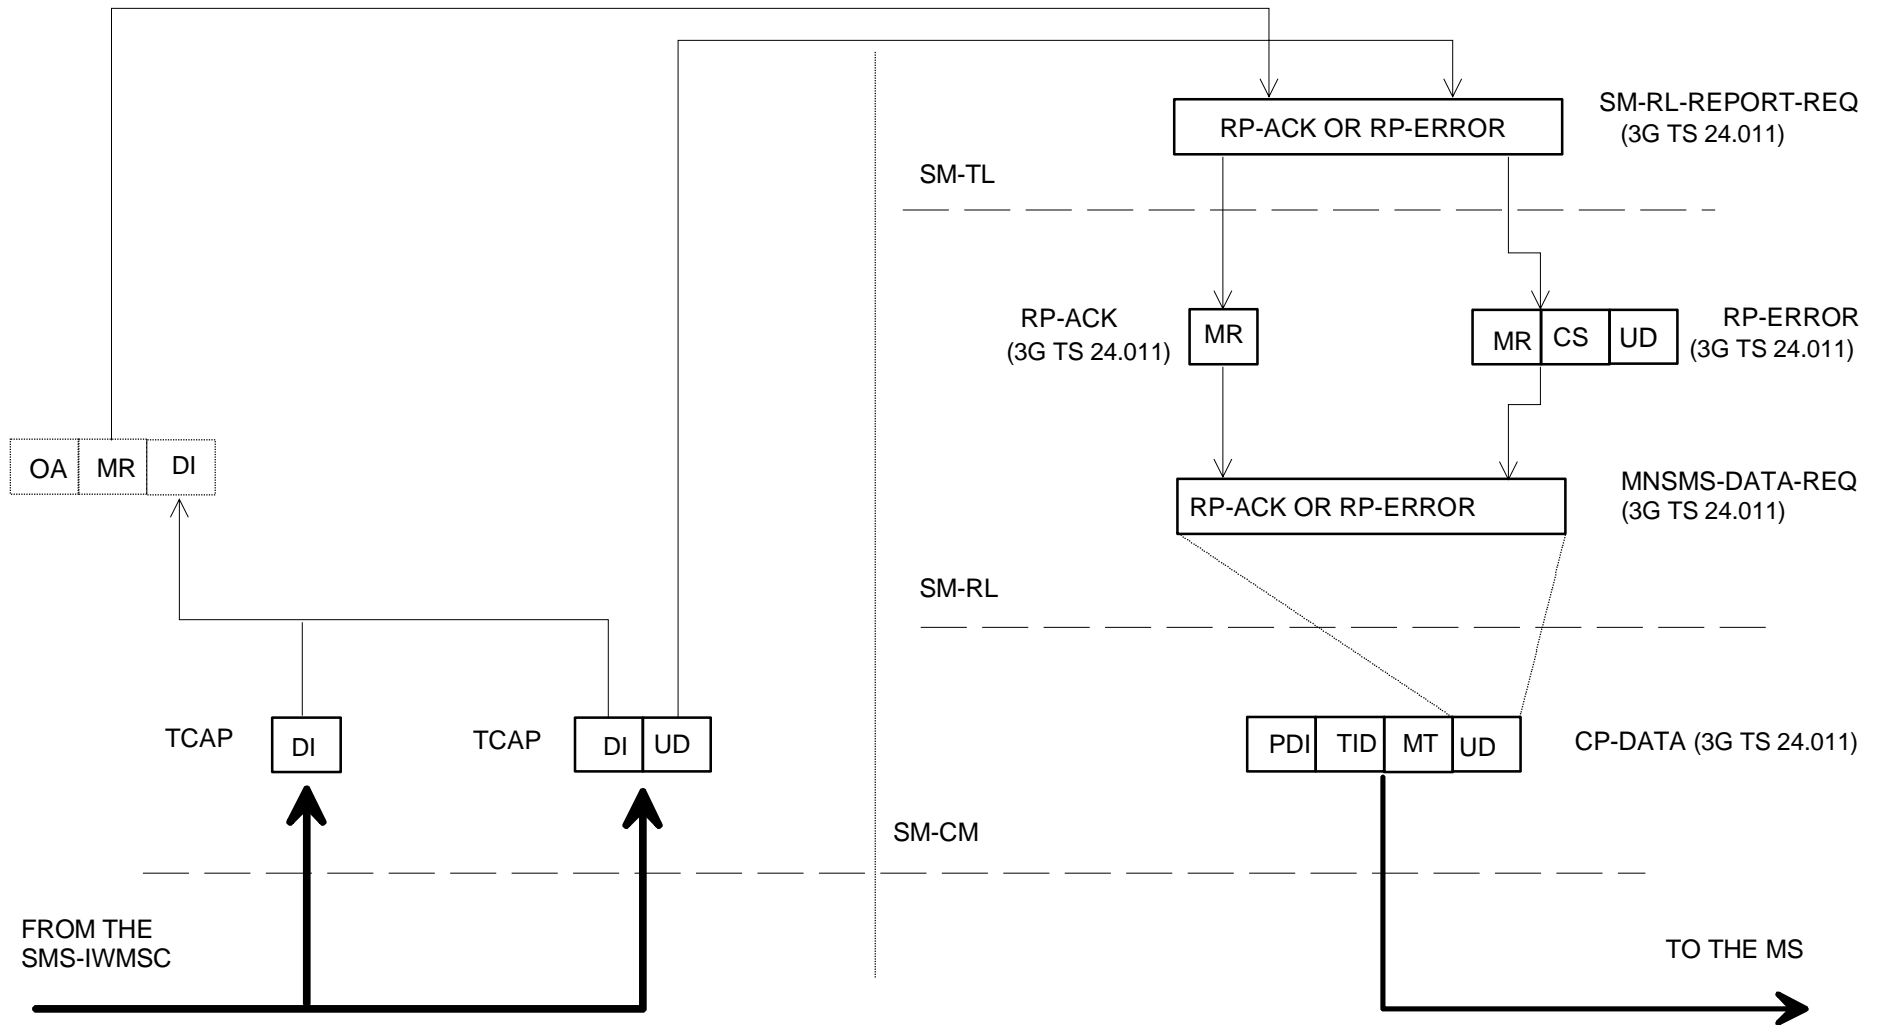 SM-RL-REPORT-REQ
RP-ACK OR RP-ERROR
(3G TS 24.011)
SM-TL
RP-ACK
(3G TS 24.011)
MR
MR CS UD
RP-ERROR
(3G TS 24.011)
OA MR DI
RP-ACK OR RP-ERROR
MNSMS-DATA-REQ
(3G TS 24.011)
SM-RL
TCAP
DI
TCAP
DI UD
PDI TID MT UD
CP-DATA (3G TS 24.011)
SM-CM
FROM THE
SMS-IWMSC
TO THE MS